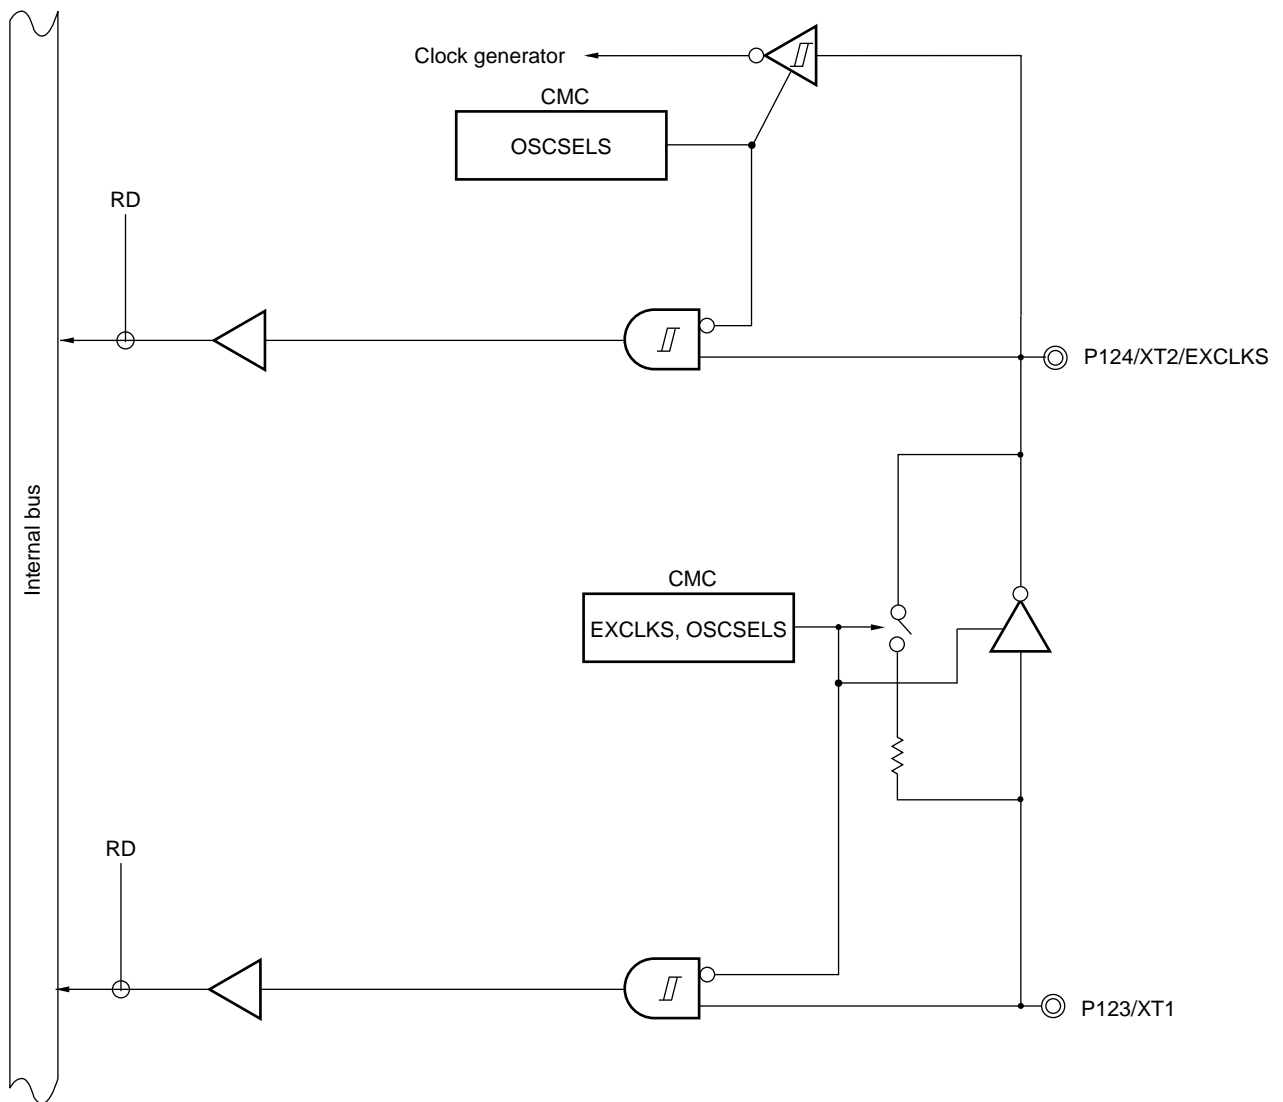 Clock generator
CMC
OSCSELS
RD
P124/XT2/EXCLKS
Internal bus
CMC
EXCLKS, OSCSELS
RD
P123/XT1